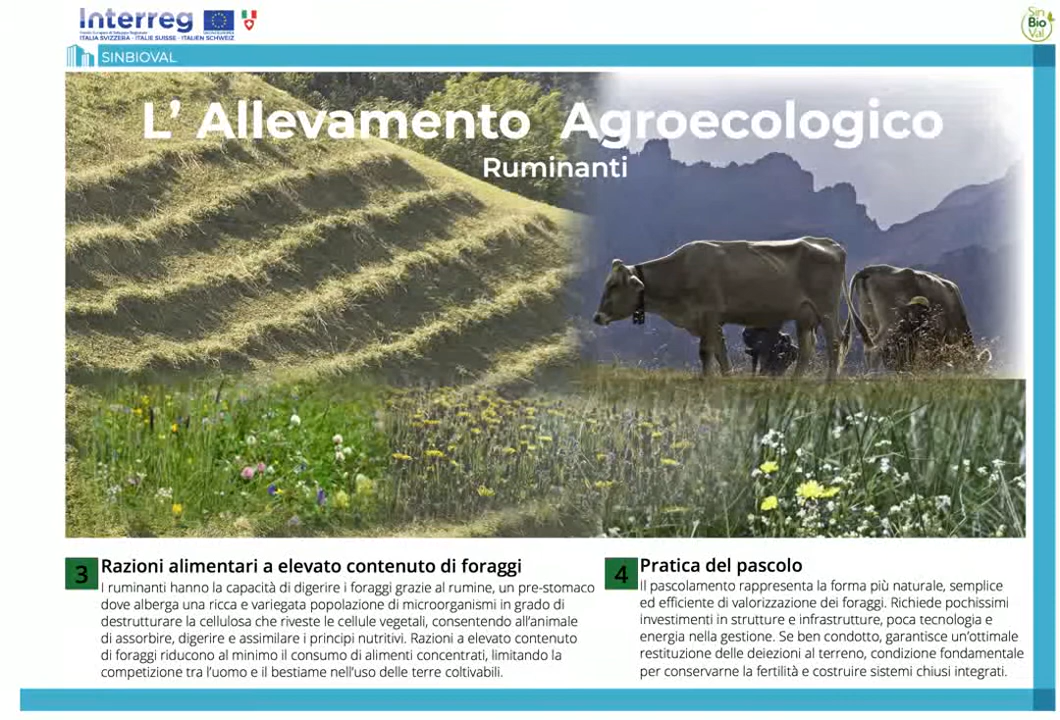 Interreg
ITALIA SVIZZERA - ITALIE SUISSE - ITALIEN SCHWEIZ
Sin
Bio
Val
SINBIOVAL
L' Allevamento Agroecologico
Ruminanti
3 Razioni alimentari a elevato contenuto di foraggi
I ruminanti hanno la capacità di digerire i foraggi grazie al rumine, un pre-stomaco
dove alberga una ricca e variegata popolazione di microorganismi in grado di
destrutturare la cellulosa che riveste le cellule vegetali, consentendo all'animale
di assorbire, digerire e assimilare i principi nutritivi. Razioni a elevato contenuto
di foraggi riducono al minimo il consumo di alimenti concentrati, limitando la
competizione tra l'uomo e il bestiame nell'uso delle terre coltivabili.
4 Pratica del pascolo
Il pascolamento rappresenta la forma più naturale, semplice
ed efficiente di valorizzazione dei foraggi. Richiede pochissimi
investimenti in strutture e infrastrutture, poca tecnologia e
energia nella gestione. Se ben condotto, garantisce un'ottimale
restituzione delle deiezioni al terreno, condizione fondamentale
per conservarne la fertilità e costruire sistemi chiusi integrati.